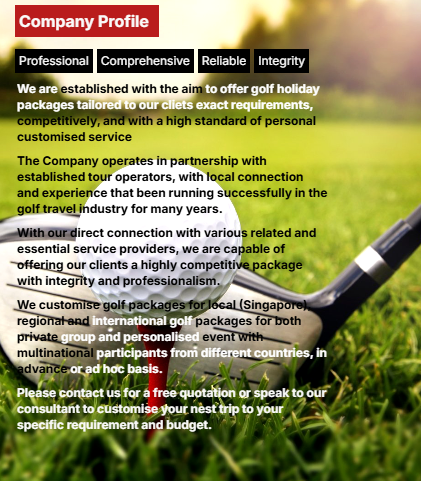 Company Profile
Professional Comprehensive Reliable Integrity
We are established with the aim to offer golf holiday
packages tailored to our cliets exact requirements,
competitively, and with a high standard of personal
customised service
The Company operates in partnership with
established tour operators, with local connection
and experience that been running successfully in the
golf travel industry for many years.
With our direct connection with various related and
essential service providers, we are capable of
offering our clients a highly competitive package
with integrity and professionalism.
We customise golf packages for local (Singapore),
regional and international golf packages for both
private group and personalised event with
multinational participants from different countries, in
advance or ad hoc basis.
Please contact us for a free quotation or speak to our
consultant to customise your nest trip to your
specific requirement and budget.